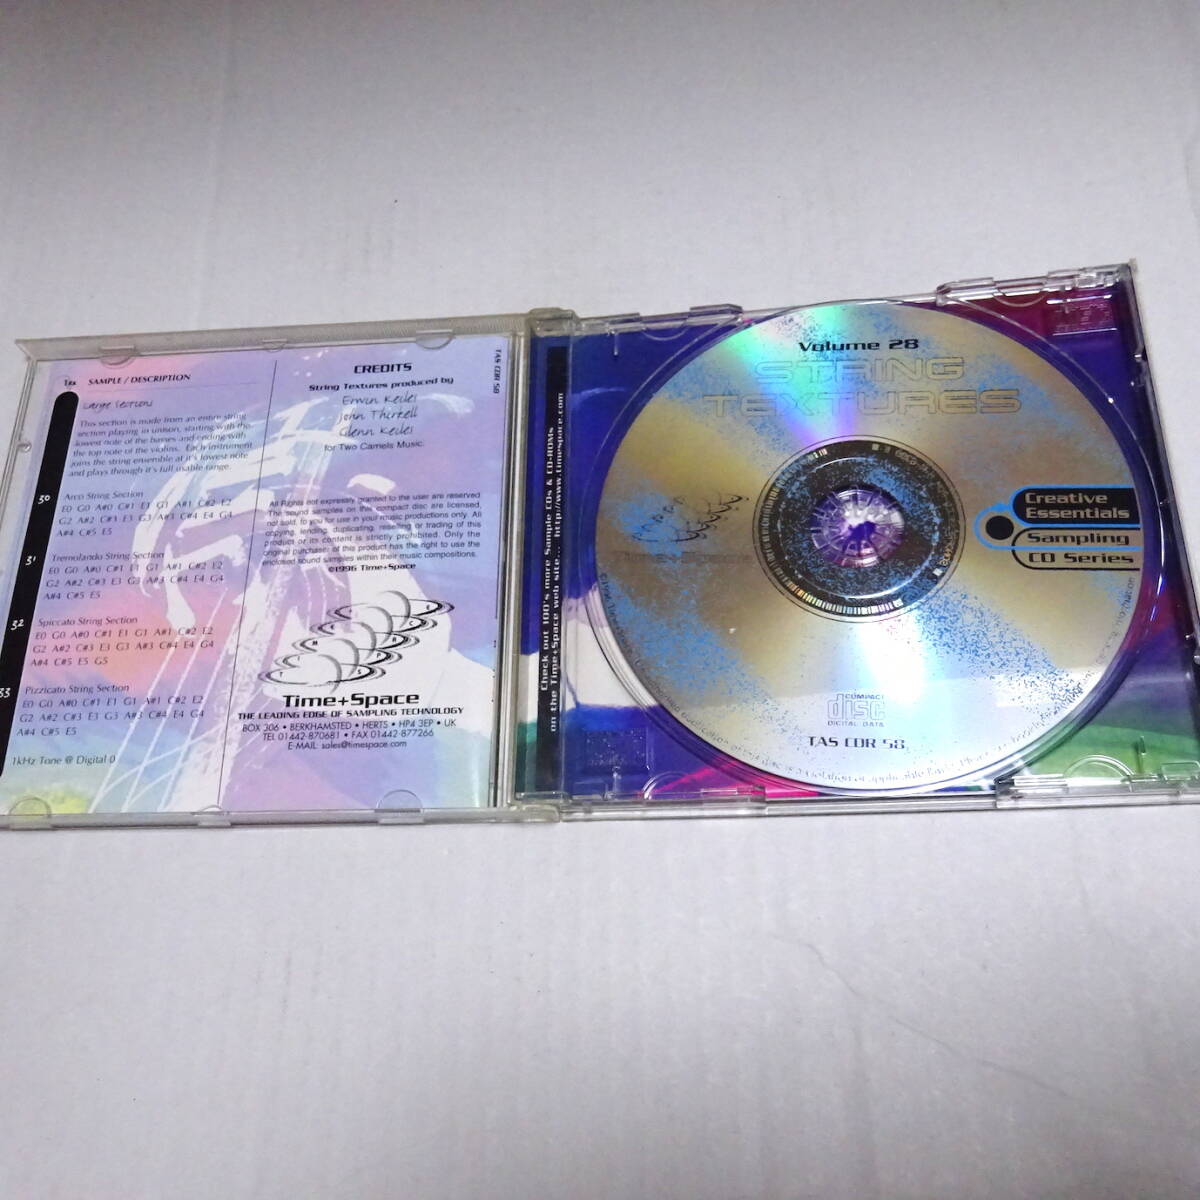 Trk SAMPLE / DESCRIPTION
Large Sections
This section is made from an entire string
section playing in unison, starting with the
lowest note of the basses and ending with
the top note of the violins. Each instrument
joins the string ensemble at it's lowest note
and plays through it's full usable range.
30 Arco String Section
E0 G0 A#0 C#1 E1 G1 A#1 C#2 E2
G2 A#2 C#3 E3 G3 A#3 C#4 E4 G4
A#4 C#5 E5
31 Tremolando String Section
E0 G0 A#0 C#1 E1 G1 A#1 C#2 E2
G2 A#2 C#3 E3 G3 A#3 C#4 E4 G4
A#4 C#5 E5
32 Spiccato String Section
E0 G0 A#0 C#1 E1 G1 A#1 C#2 E2
G2 A#2 C#3 E3 G3 A#3 C#4 E4 G4
A#4 C#5 E5 G5
33 Pizzicato String Section
E0 G0 A#0 C#1 E1 G1 A#1 C#2 E2
G2 A#2 C#3 E3 G3 A#3 C#4 E4 G4
A#4 C#5 E5
1kHz Tone @ Digital 0
TAS CDR 58
CREDITS
String Textures produced by
Erwin Keiles
John Thirkell
Glenn Keiles
for Two Camels Music.
All Rights not expressly granted to the user are reserved
The sound samples on this compact disc are licensed,
not sold, to you for use in your music productions only. All
copying, lending, duplicating, reselling or trading of this
product or its content is strictly prohibited. Only the
original purchaser of this product has the right to use the
enclosed sound samples within their music compositions.
©1996 Time+Space
Time+Space
THE LEADING EDGE OF SAMPLING TECHNOLOGY
BOX 306 • BERKHAMSTED • HERTS • HP4 3EP • UK
TEL 01442-870681 • FAX 01442-877266
E-MAIL: sales@timespace.com
Check out 100's more Sample CDs & CD-ROMs
on the Time+Space web site... http://www.timespace.com
Volume 28
STRING
TEXTURES
Creative
Essentials
Sampling
CD Series
COMPACT
disc
DIGITAL DATA
TAS CDR 58